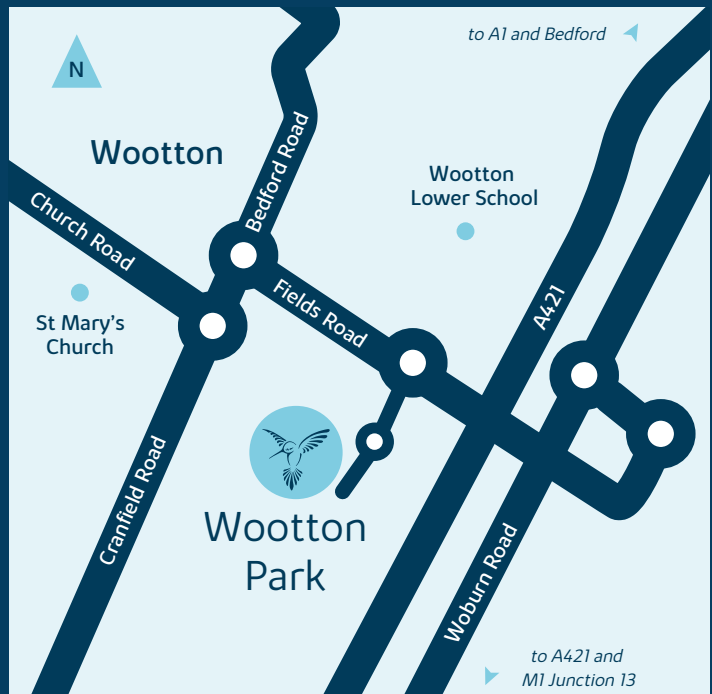 to A1 and Bedford
N
Wootton
Bedford Road
Wootton
Lower School
Church Road
Fields Road
A421
St Mary's
Church
Cranfield Road
Wootton
Park
Woburn Road
to A421 and
M1 Junction 13